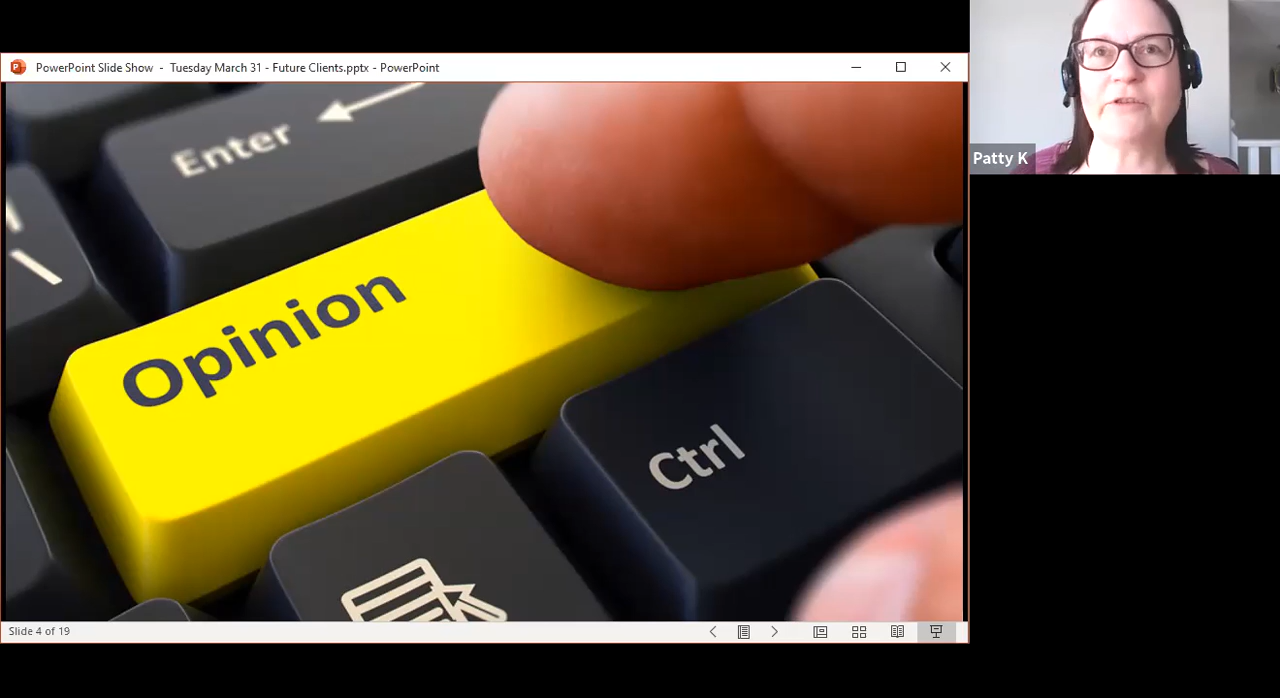 PowerPoint Slide Show - Tuesday March 31 - Future Clients.pptx - PowerPoint
Patty K
Enter
\
Opinion
Ctrl
Slide 4 of 19